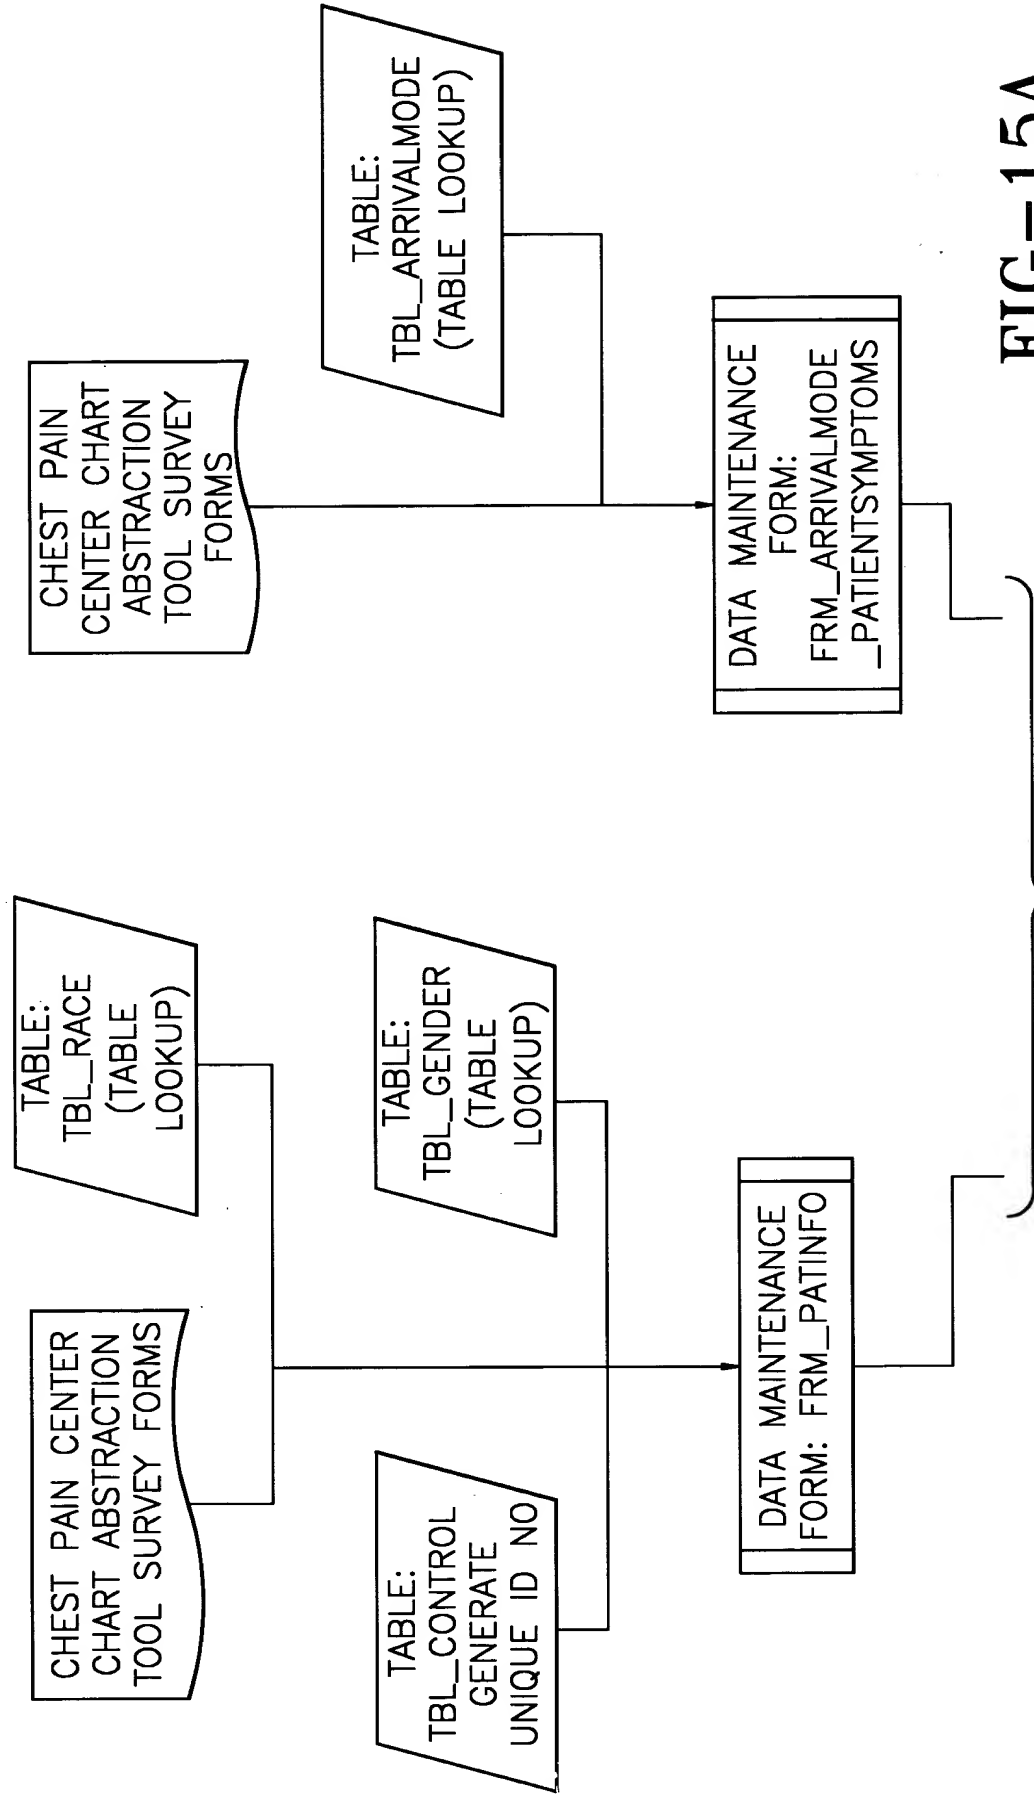 CHEST PAIN CENTER
CHART ABSTRACTION
TOOL SURVEY FORMS
TABLE:
TBL_RACE
(TABLE
LOOKUP)
TABLE:
TBL_CONTROL
GENERATE
UNIQUE ID NO
TABLE:
TBL_GENDER
(TABLE
LOOKUP)
DATA MAINTENANCE
FORM: FRM_PATINFO
CHEST PAIN
CENTER CHART
ABSTRACTION
TOOL SURVEY
FORMS
TABLE:
TBL_ARRIVALMODE
(TABLE LOOKUP)
DATA MAINTENANCE
FORM:
FRM_ARRIVALMODE
_PATIENTSYMPTOMS
FIG-15A